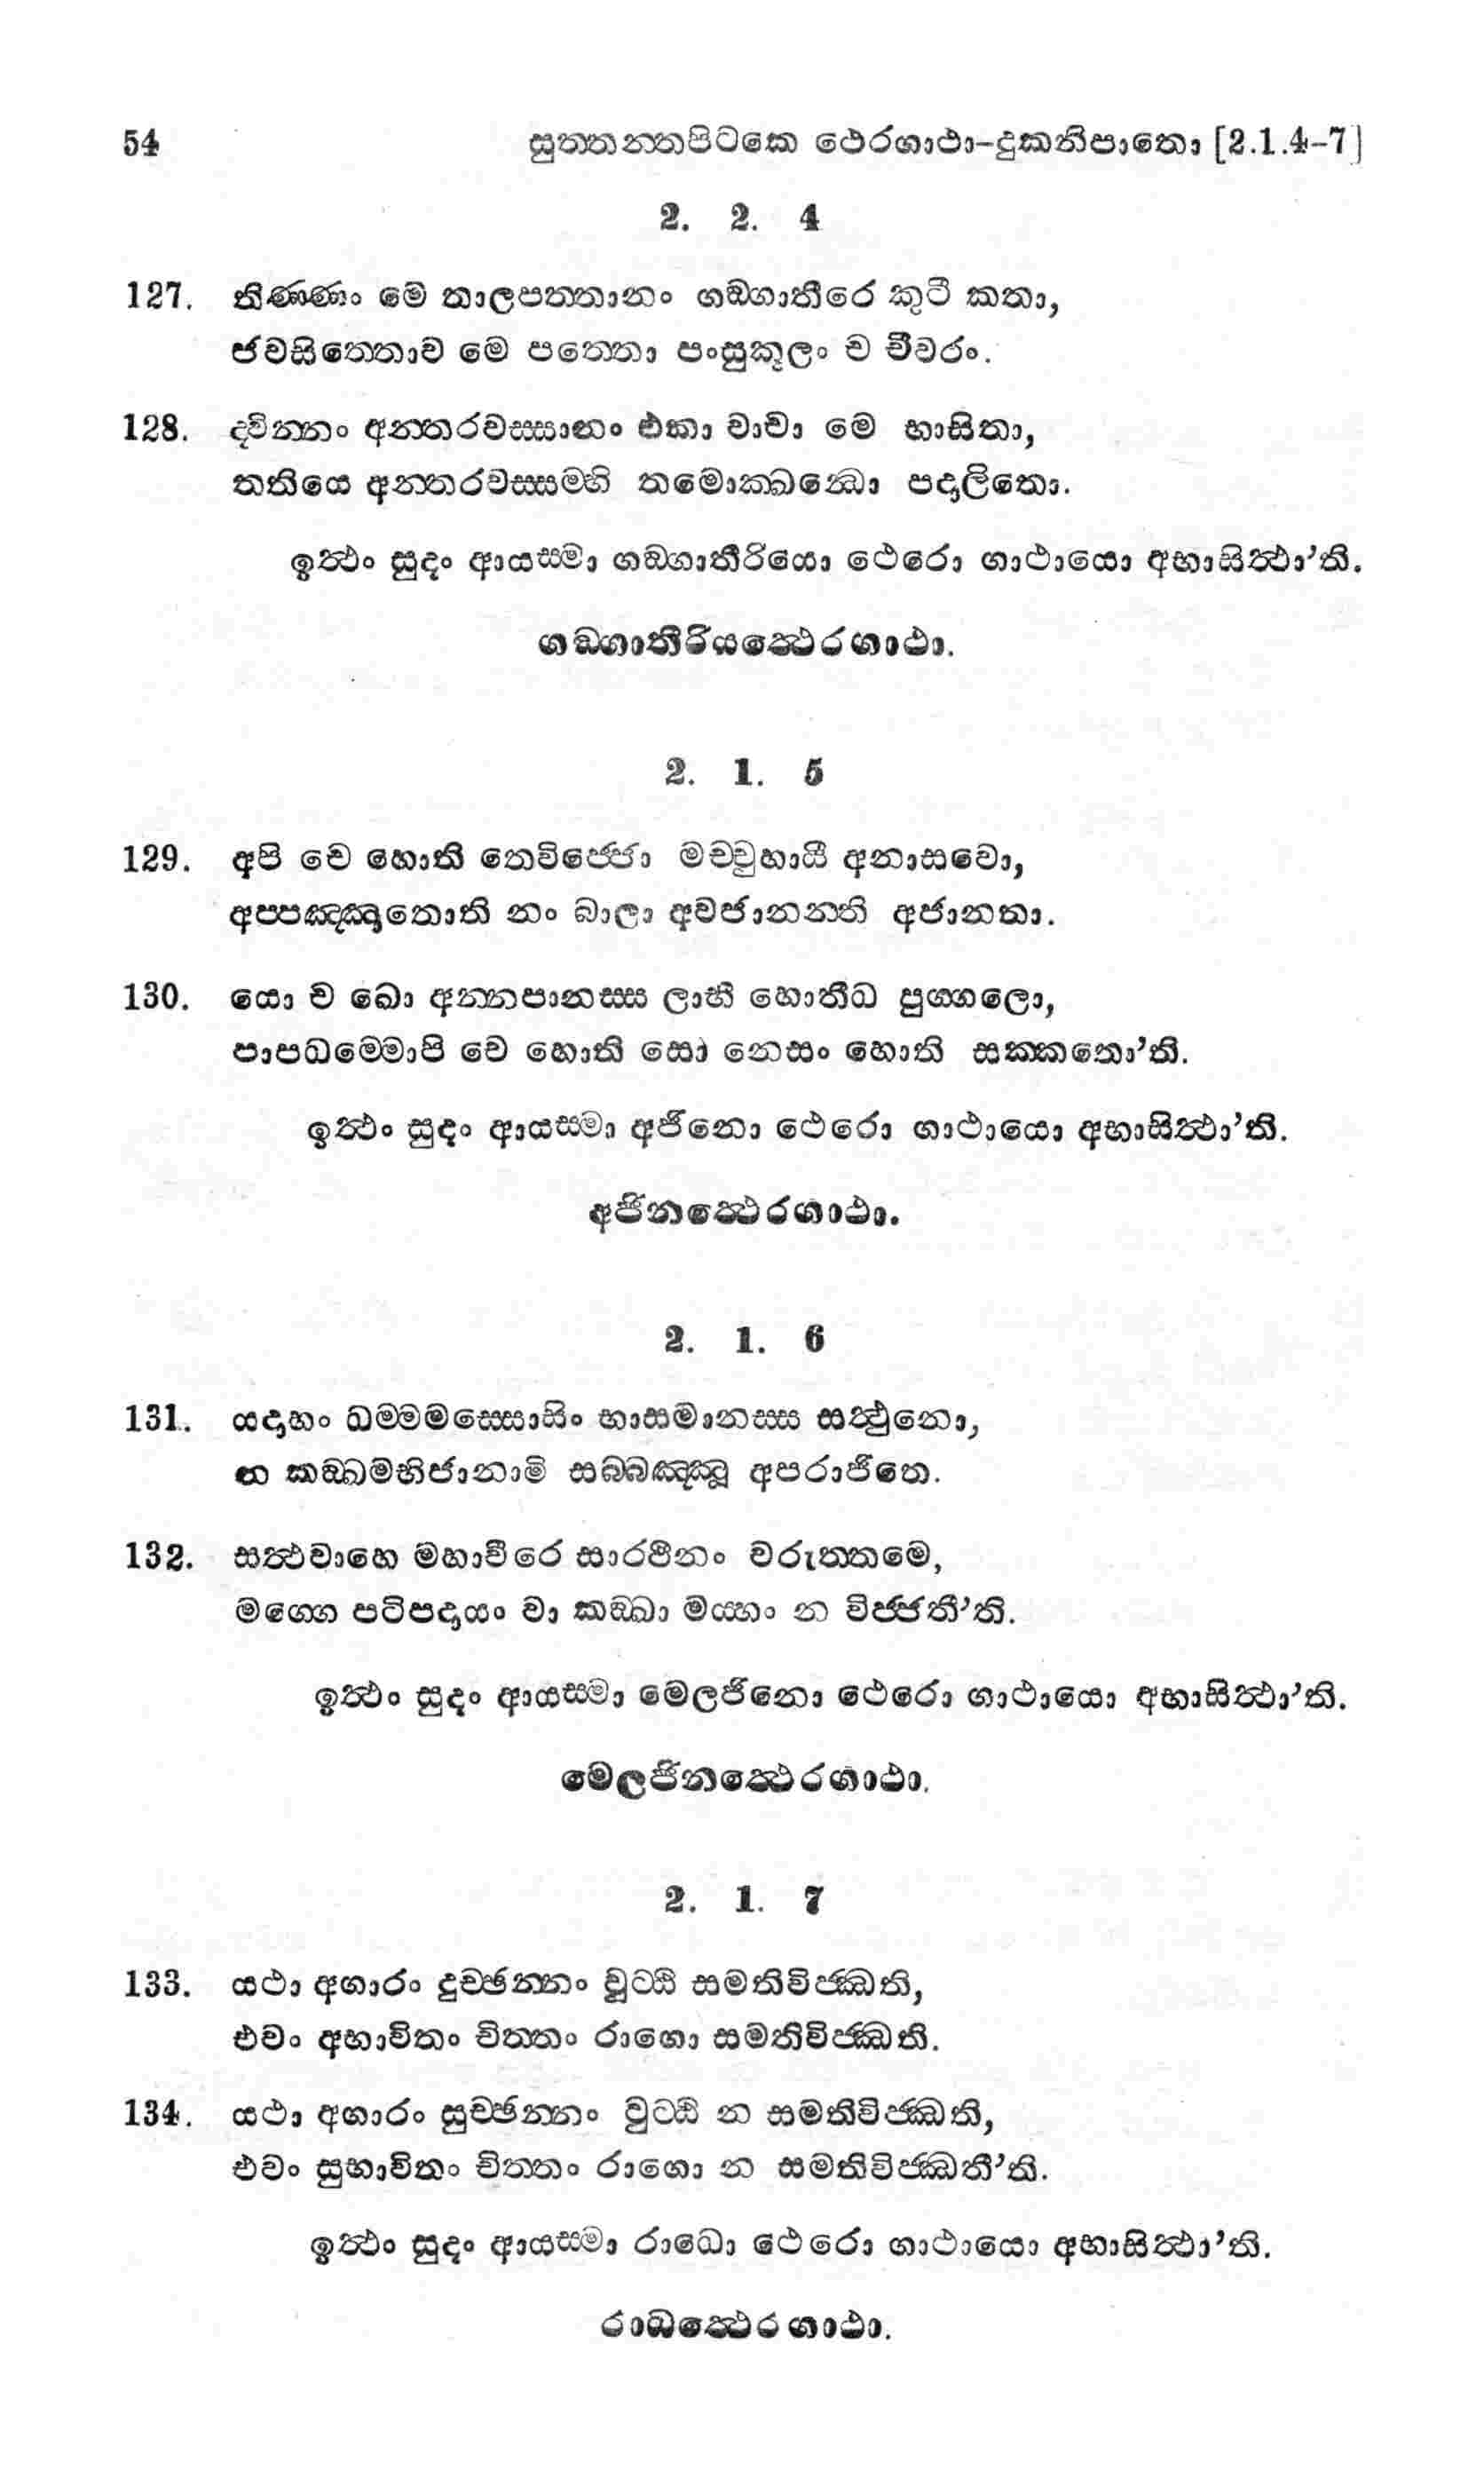 54 සුත්තන්තපිටකෙ ථෙරගාථා-දුකනිපාතො [2.1.4-7]
2. 2. 4
127. තිණ්ණං මෙ තාලපත්තානං ගඞ්ගාතීරෙ කුටී කතා,
ඡවසිත්තොව මෙ පත්තො පංසුකූලං ච චීවරං.
128. ද්වින්නං අන්තරවස්සානං එකා වාචා මෙ භාසිතා,
තතියෙ අන්තරවස්සම්හි තමොක්ඛන්ධො පදාලිතො.
ඉත්ථං සුදං ආයස්මා ගඞ්ගාතීරියො ථෙරො ගාථායො අභාසිත්ථා’ති.
ගඞ්ගාතීරියත්ථෙරගාථා.
2. 1. 5
129. අපි චෙ හොති තෙවිජ්ජො මච්චුහායී අනාසවො,
අප්පඤ්ඤතොති නං බාලා අවජානන්ති අජානතා.
130. යො ච ඛො අන්නපානස්ස ලාභී හොතීධ පුග්ගලො,
පාපධම්මොපි චෙ හොති සො නෙසං හොති සක්කතො’ති.
ඉත්ථං සුදං ආයස්මා අජිනො ථෙරො ගාථායො අභාසිත්ථා’ති.
අජිනත්ථෙරගාථා.
2. 1. 6
131. යදාහං ධම්මමස්සොසිං භාසමානස්ස සත්ථුනො,
න කඞ්ඛමභිජානාමි සබ්බඤ්ඤූ අපරාජිතෙ.
132. සත්ථවාහෙ මහාවීරෙ සාරථීනං වරුත්තමෙ,
මග්ගෙ පටිපදායං වා කඞ්ඛා මය්හං න විජ්ජතී’ති.
ඉත්ථං සුදං ආයස්මා මෙලජිනො ථෙරො ගාථායො අභාසිත්ථා’ති.
මෙලජිනත්ථෙරගාථා.
2. 1. 7
133. යථා අගාරං දුච්ඡන්නං වුට්ඨි සමතිවිජ්ඣති,
එවං අභාවිතං චිත්තං රාගො සමතිවිජ්ඣති.
134. යථා අගාරං සුච්ඡන්නං වුට්ඨි න සමතිවිජ්ඣති,
එවං සුභාවිතං චිත්තං රාගො න සමතිවිජ්ඣතී’ති.
ඉත්ථං සුදං ආයස්මා රාධො ථෙරො ගාථායො අභාසිත්ථා’ති.
රාධත්ථෙරගාථා.